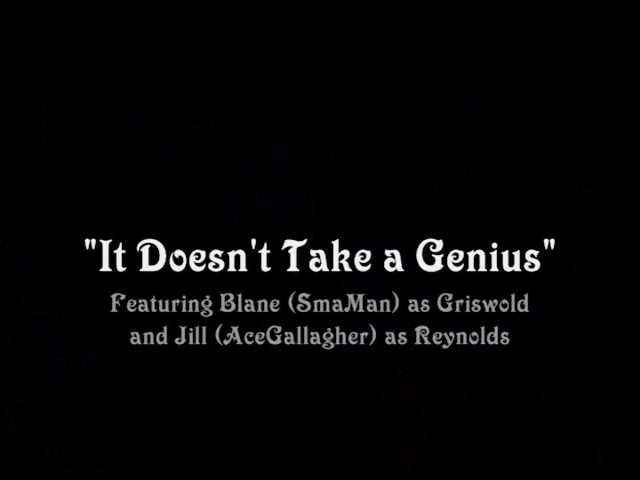 "It Doesn't Take a Genius"
Featuring Blane (SmaMan) as Griswold
and Jill (AceGallagher) as Reynolds